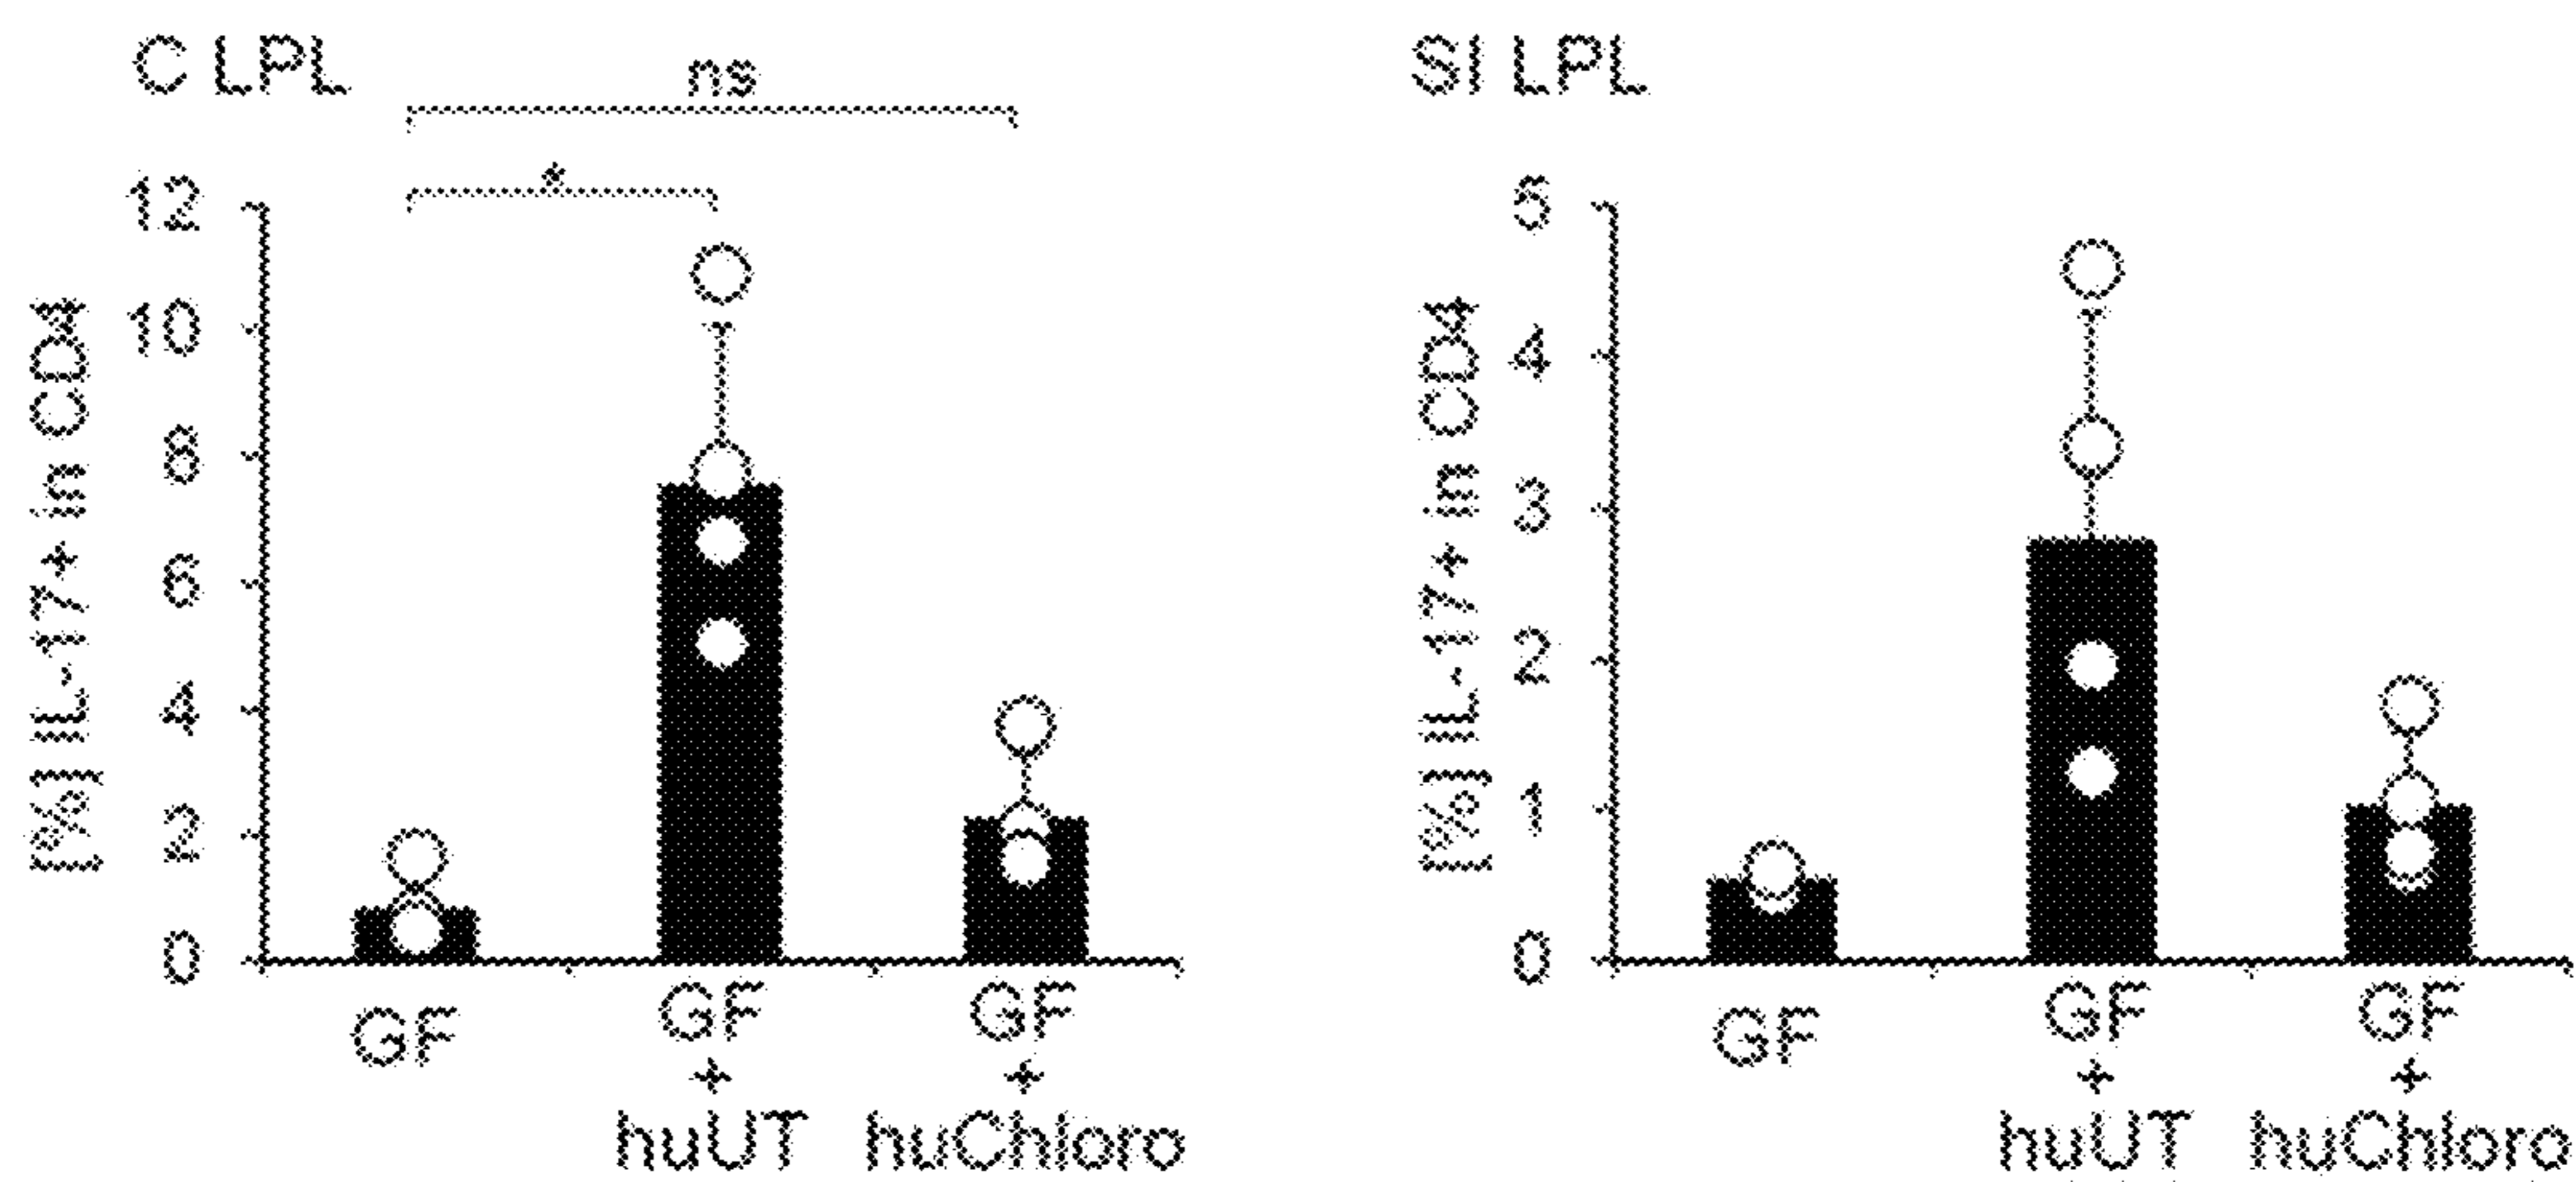 C LPL
ns
*
12
10
8
6
4
2
0
[%] IL-17+ in CD4
GF
GF
+
huUT
GF
+
huChloro
SI LPL
5
4
3
2
1
0
[%] IL-17+ in CD4
GF
GF
+
huUT
GF
+
huChloro